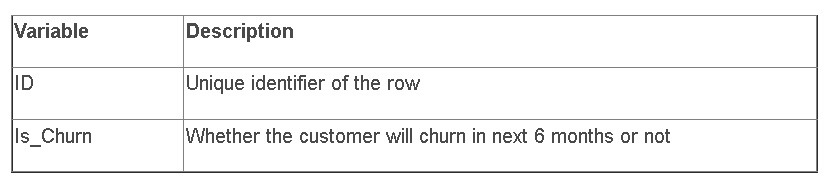 Variable Description
ID Unique identifier of the row
Is_Churn Whether the customer will churn in next 6 months or not